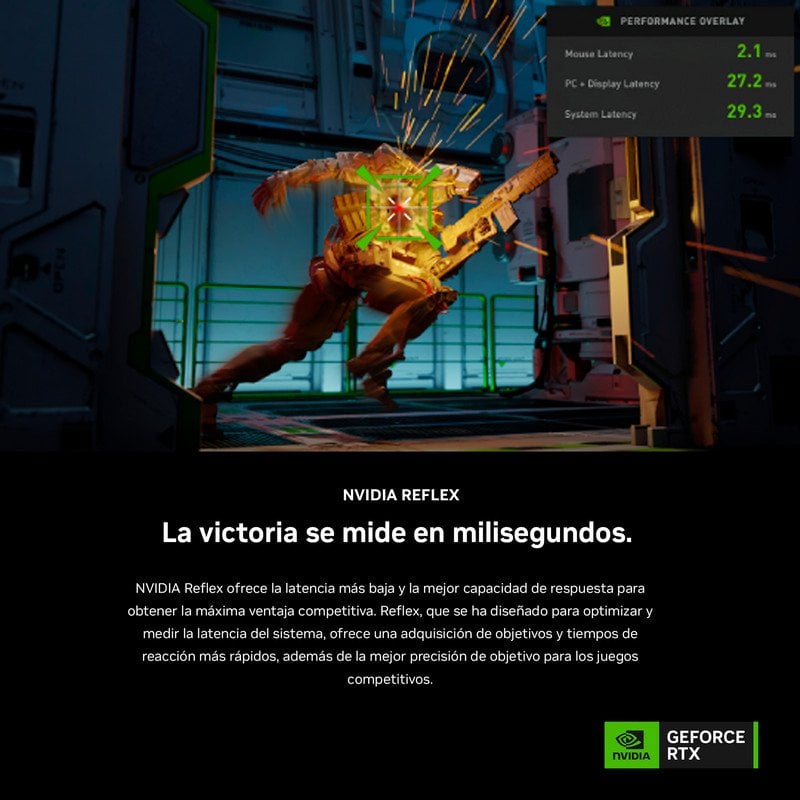 PERFORMANCE OVERLAY
Mouse Latency 2.1 ms
PC + Display Latency 27.2 ms
System Latency 29.3 ms
OPEN
NVIDIA REFLEX
La victoria se mide en milisegundos.
NVIDIA Reflex ofrece la latencia más baja y la mejor capacidad de respuesta para
obtener la máxima ventaja competitiva. Reflex, que se ha diseñado para optimizar y
medir la latencia del sistema, ofrece una adquisición de objetivos y tiempos de
reacción más rápidos, además de la mejor precisión de objetivo para los juegos
competitivos.
NVIDIA
GEFORCE
RTX